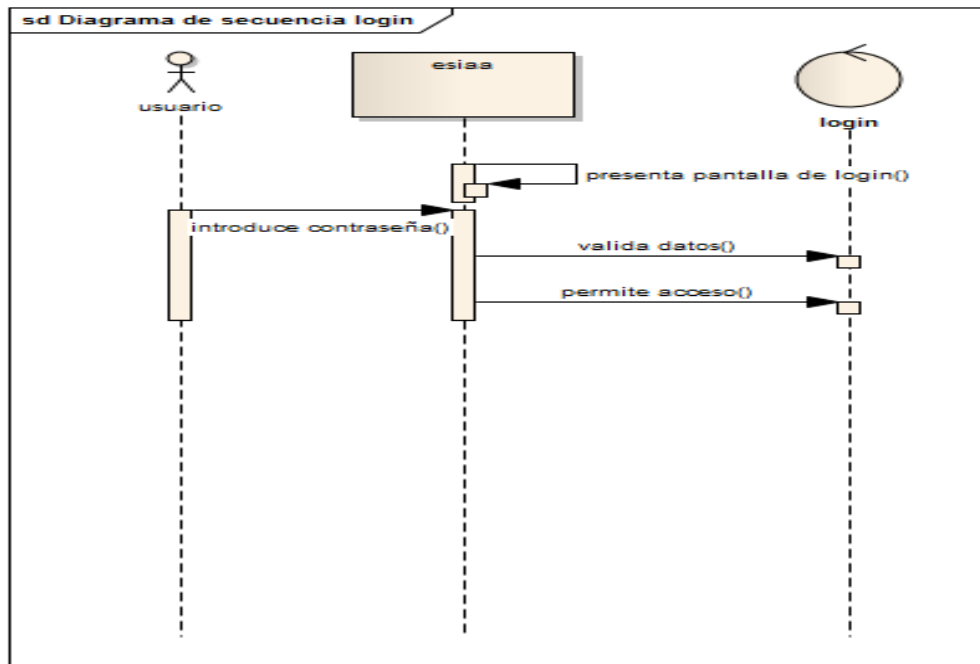 sd Diagrama de secuencia login
usuario
esiaa
login
presenta pantalla de login()
introduce contraseña()
valida datos()
permite acceso()